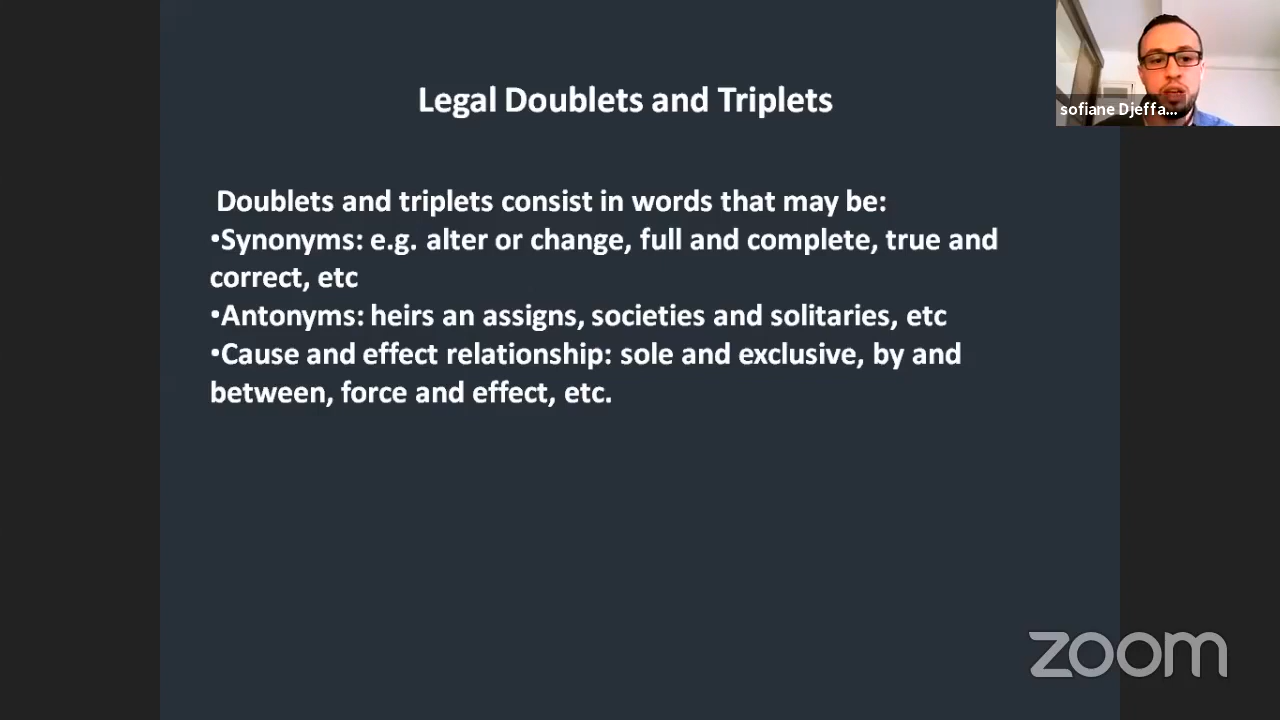 Legal Doublets and Triplets
sofiane Djeffa...
Doublets and triplets consist in words that may be:
•Synonyms: e.g. alter or change, full and complete, true and
correct, etc
•Antonyms: heirs an assigns, societies and solitaries, etc
•Cause and effect relationship: sole and exclusive, by and
between, force and effect, etc.
zoom